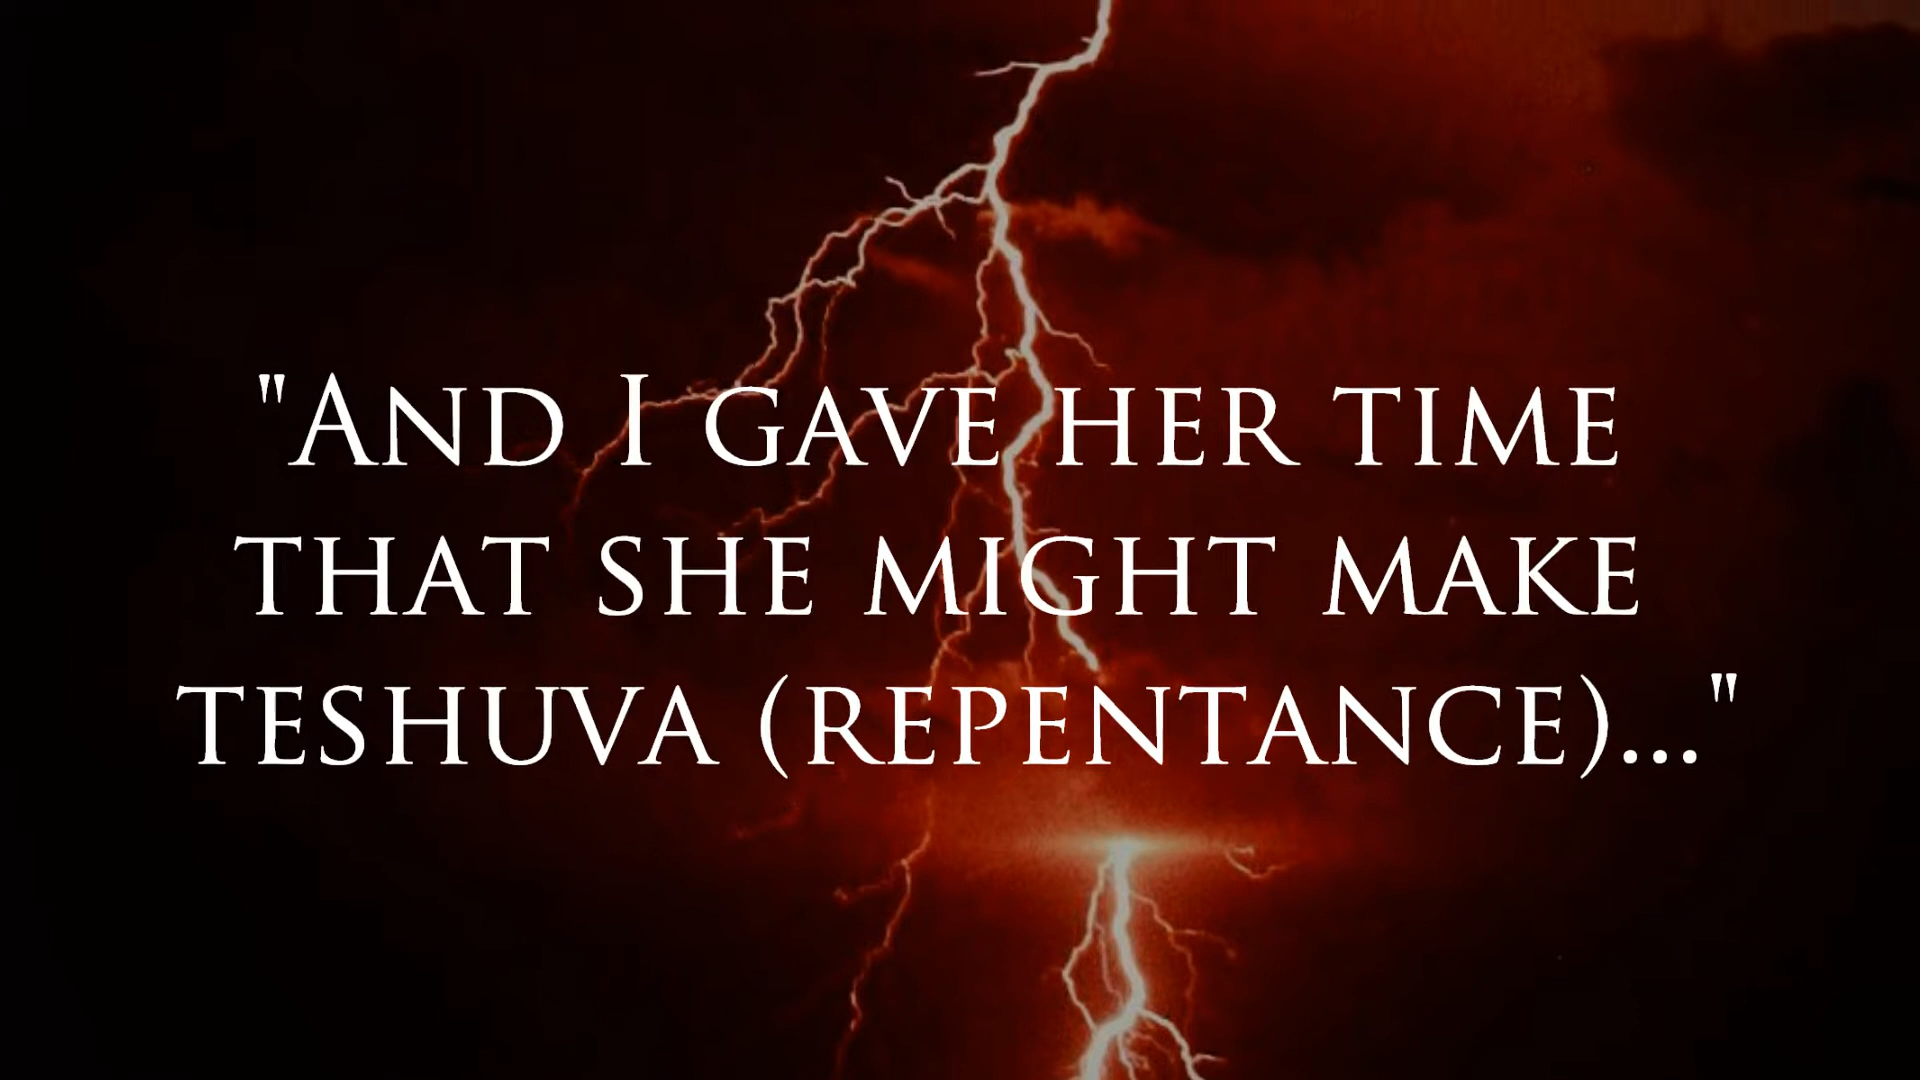 "And I gave her time
that she might make
teshuva (repentance)..."